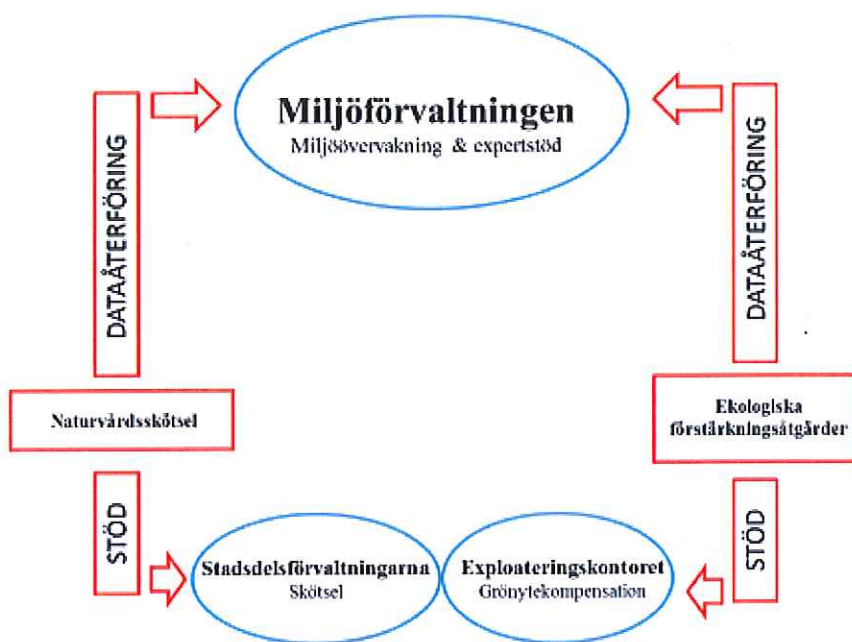 Miljöförvaltningen
Miljöövervakning & expertstöd
DATAÅTERFÖRING
DATAÅTERFÖRING
Naturvårdsskötsel
Ekologiska
förstärkningsåtgärder
STÖD
STÖD
Stadsdelsförvaltningarna
Skötsel
Exploateringskontoret
Grönytekompensation